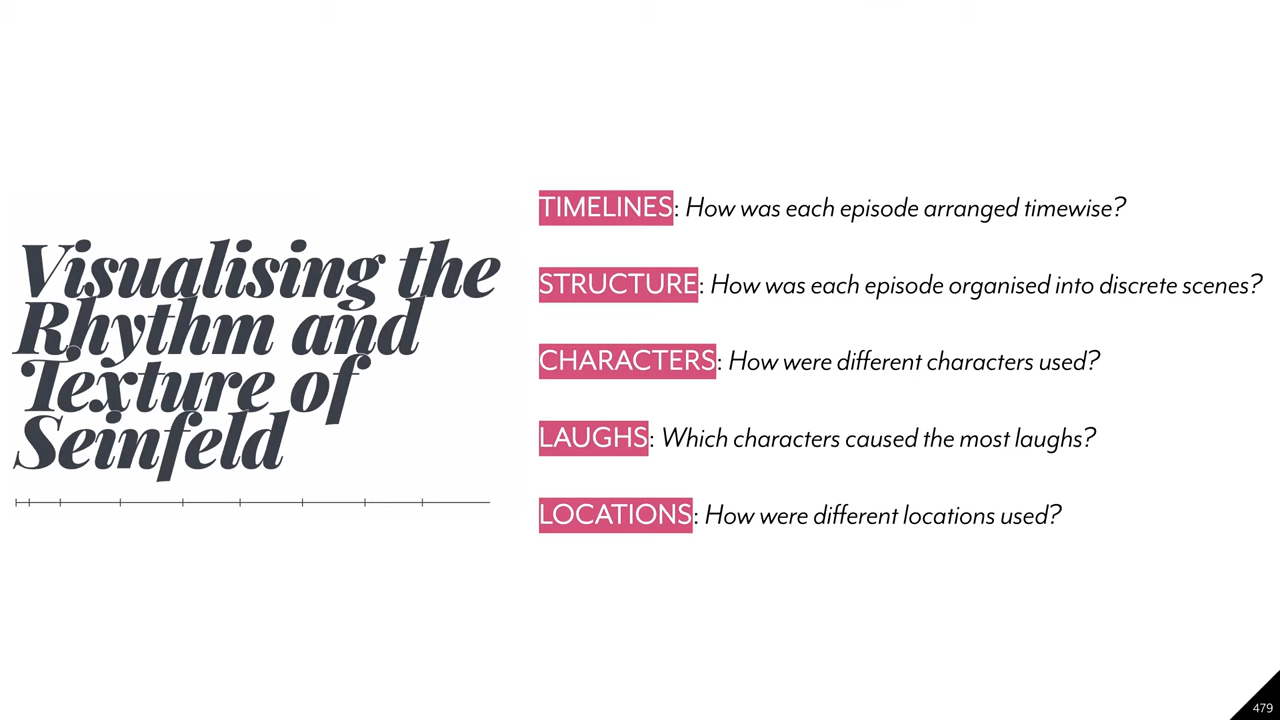 Visualising the
Rhythm and
Texture of
Seinfeld
TIMELINES: How was each episode arranged timewise?
STRUCTURE: How was each episode organised into discrete scenes?
CHARACTERS: How were different characters used?
LAUGHS: Which characters caused the most laughs?
LOCATIONS: How were different locations used?
479